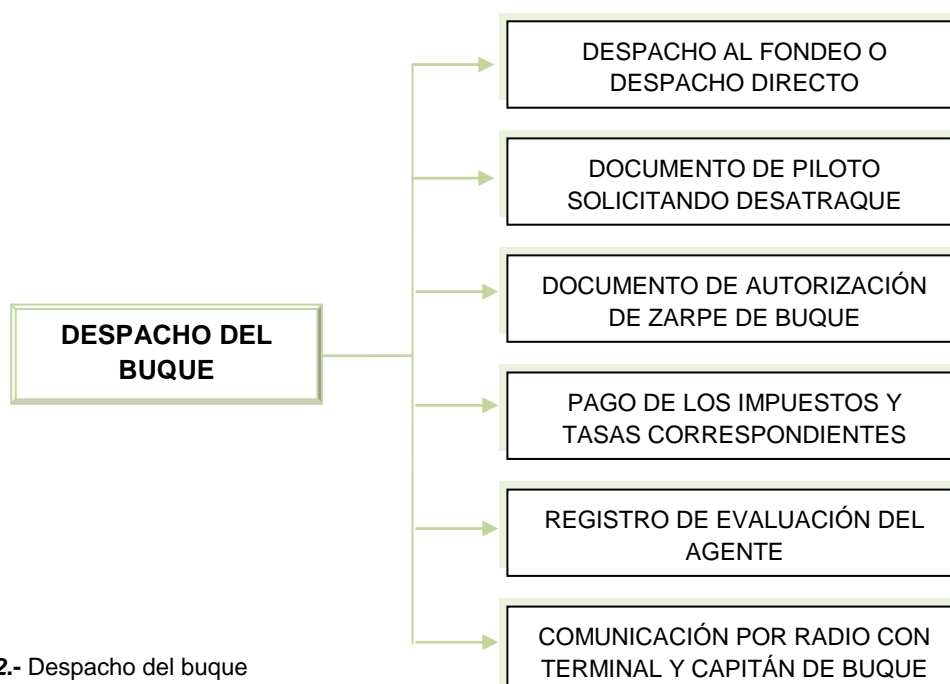 DESPACHO AL FONDEO O
DESPACHO DIRECTO
DOCUMENTO DE PILOTO
SOLICITANDO DESATRAQUE
DOCUMENTO DE AUTORIZACIÓN
DE ZARPE DE BUQUE
DESPACHO DEL
BUQUE
PAGO DE LOS IMPUESTOS Y
TASAS CORRESPONDIENTES
REGISTRO DE EVALUACIÓN DEL
AGENTE
COMUNICACIÓN POR RADIO CON
TERMINAL Y CAPITÁN DE BUQUE
2.- Despacho del buque